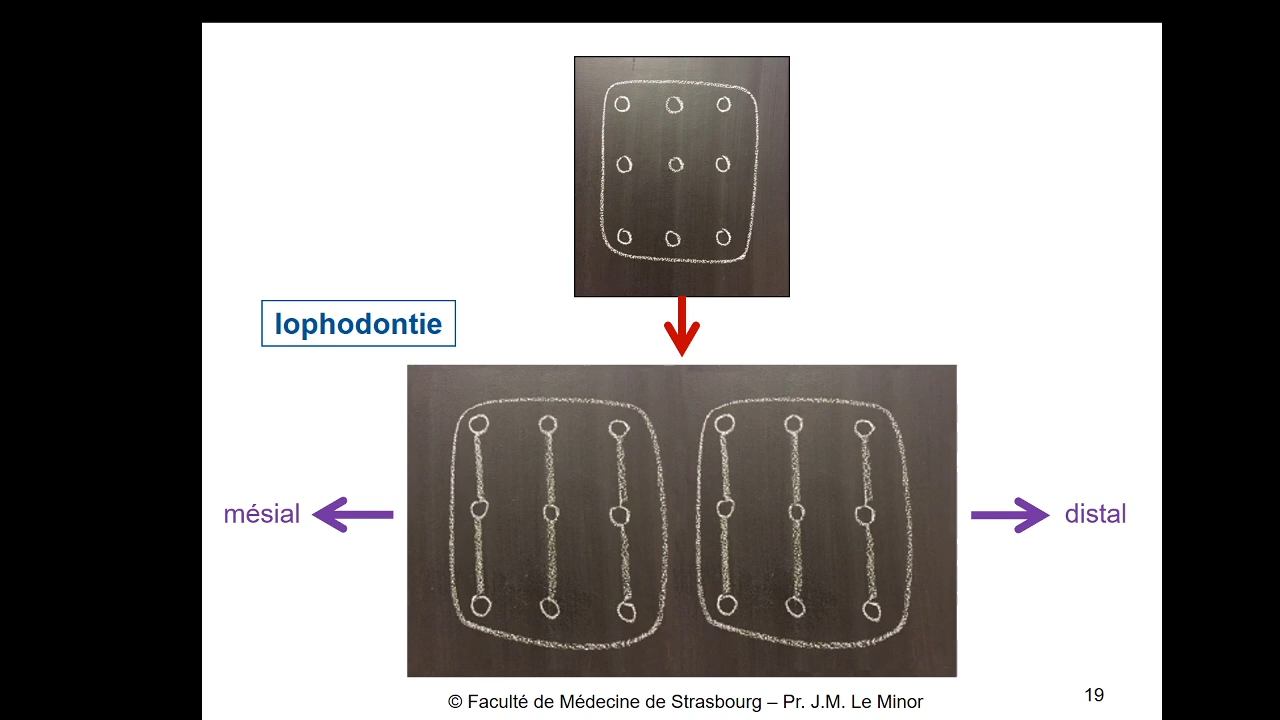 lophodontie
mésial
distal
© Faculté de Médecine de Strasbourg – Pr. J.M. Le Minor
19